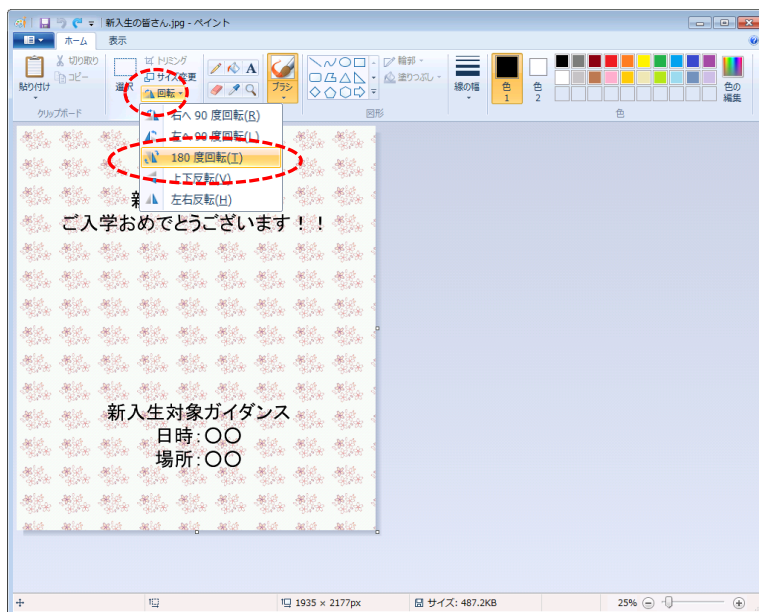 新入生の皆さん.jpg - ペイント
ホーム 表示
貼り付け
切り取り
コピー
クリップボード
選択
トリミング
サイズ変更
回転
A
ブラシ
輪郭
塗りつぶし
図形
線の幅
色
1
色
2
色の
編集
色
右へ 90 度回転(R)
左へ 90 度回転(L)
180 度回転(T)
上下反転(V)
左右反転(H)
新
ご入学おめでとうございます!!
新入生対象ガイダンス
日時:〇〇
場所:〇〇
1935 × 2177px
サイズ: 487.2KB
25%